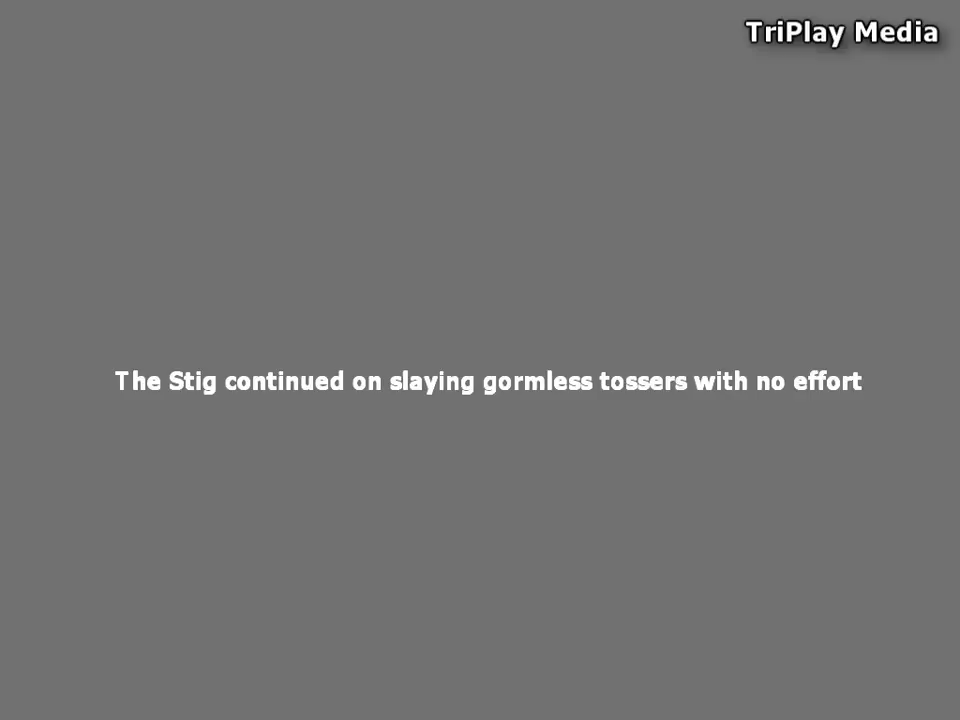 TriPlay Media
The Stig continued on slaying gormless tossers with no effort